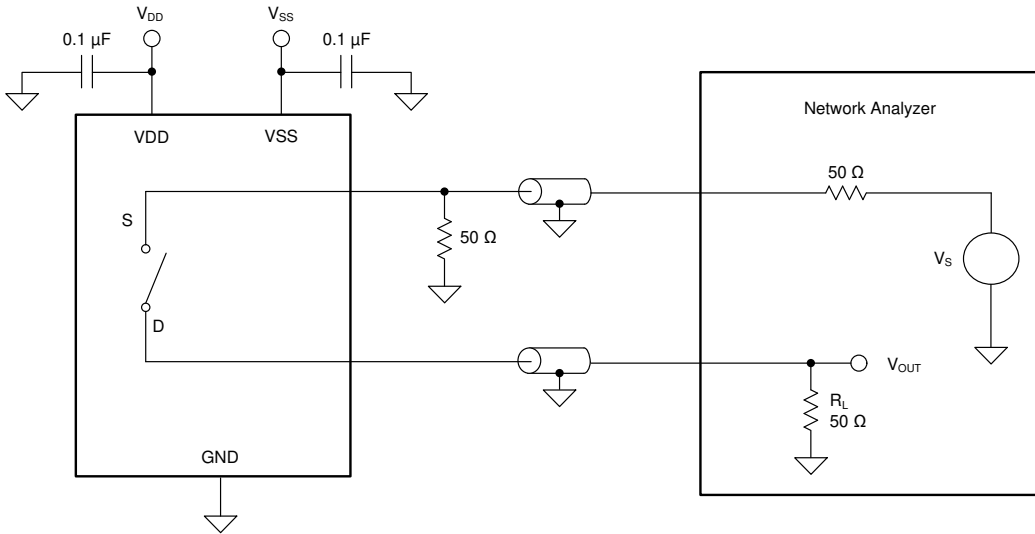 V_DD
V_SS
0.1 µF
0.1 µF
VDD
VSS
Network Analyzer
50 Ω
S
50 Ω
V_S
D
V_OUT
R_L
50 Ω
GND